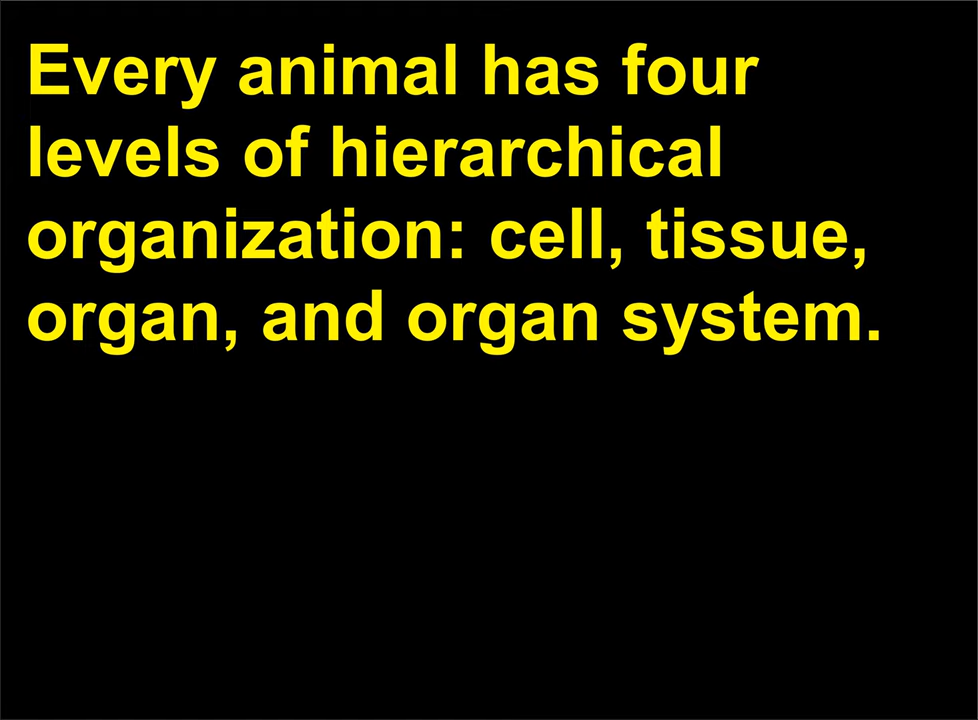 Every animal has four
levels of hierarchical
organization: cell, tissue,
organ, and organ system.